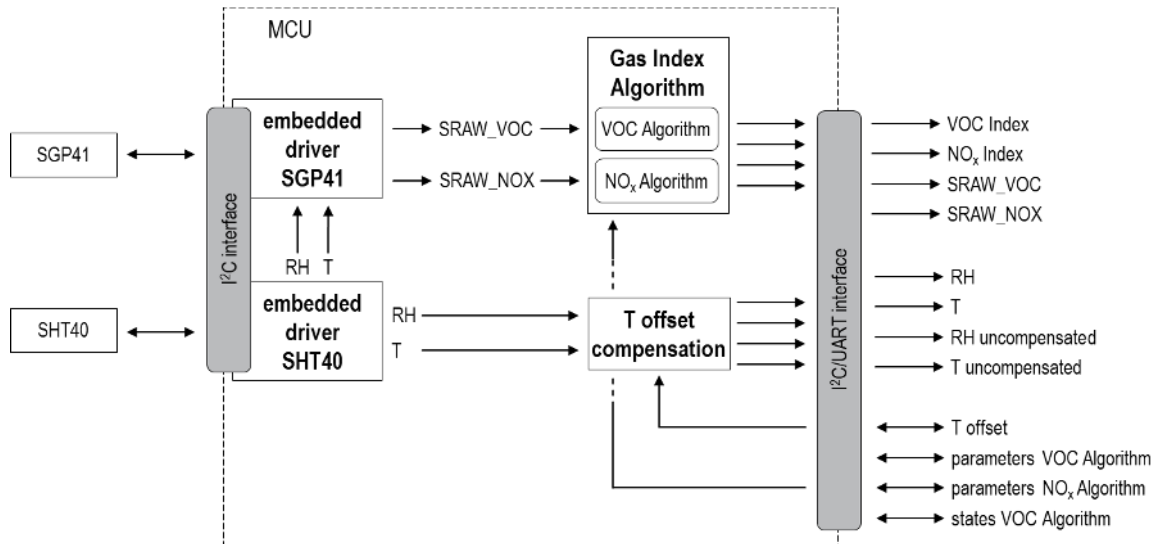 MCU
Gas Index
Algorithm
VOC Algorithm
NOₓ Algorithm
embedded
driver
SGP41
SGP41
SRAW_VOC
SRAW_NOX
I²C interface
RH T
SHT40
embedded
driver
SHT40
RH
T
T offset
compensation
I²C/UART interface
VOC Index
NOₓ Index
SRAW_VOC
SRAW_NOX
RH
T
RH uncompensated
T uncompensated
T offset
parameters VOC Algorithm
parameters NOₓ Algorithm
states VOC Algorithm